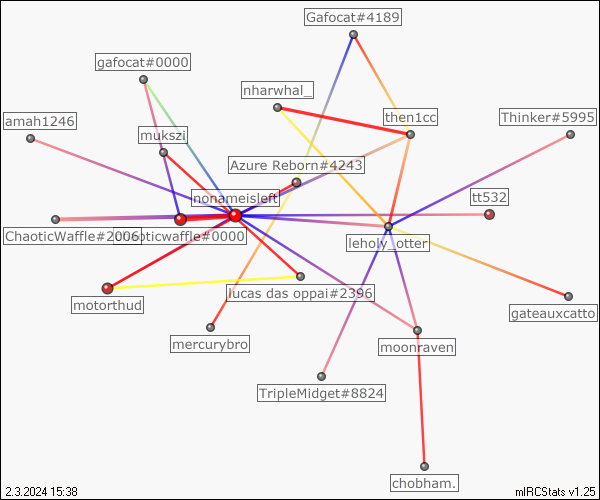 Gafocat#4189
gafocat#0000
nharwhal_
amah1246
then1cc
Thinker#5995
mukszi
Azure Reborn#4243
nonameisleft
tt532
ChaoticWaffle#2006
opticwaffle#0000
leholy_otter
lucas das oppai#2396
motorthud
gateauxcatto
mercurybro
moonraven
TripleMidget#8824
chobham.
2.3.2024 15:38
mIRCStats v1.25